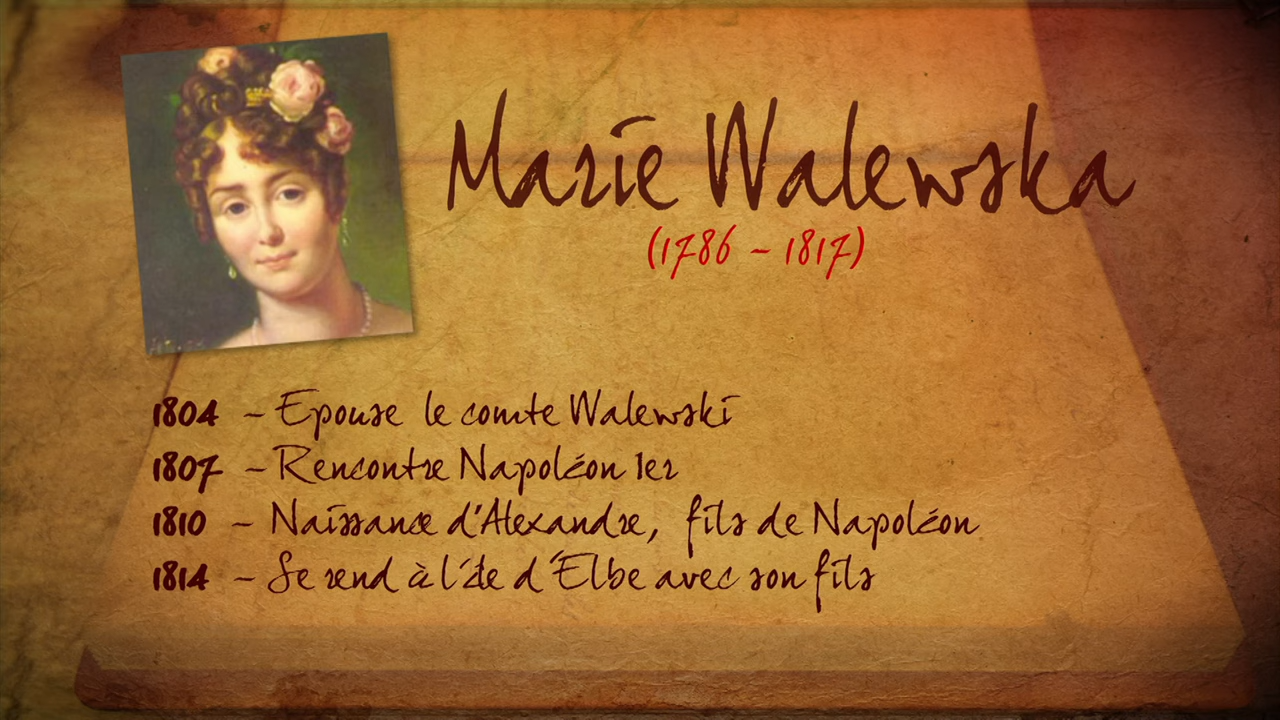 Marie Walewska
(1786 - 1817)
1804 - Epouse le comte Walewski
1807 - Rencontre Napoléon 1er
1810 - Naissance d'Alexandre, fils de Napoléon
1814 - Se rend à l'île d'Elbe avec son fils